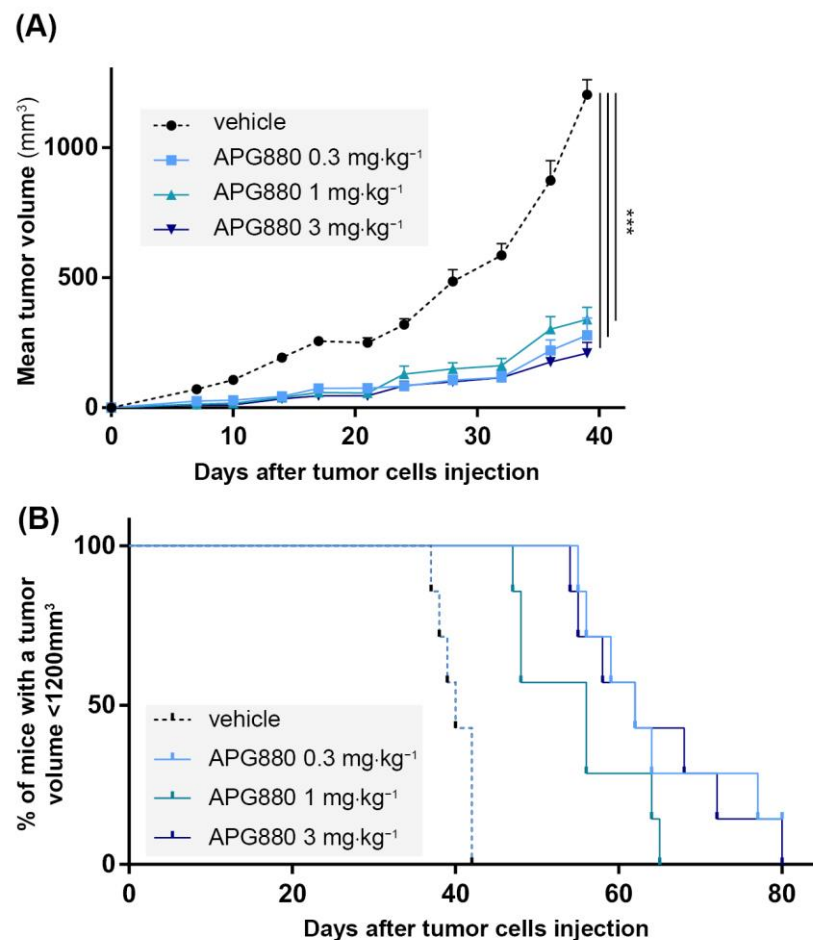 (A)
Mean tumor volume (mm³)
1000
500
0
vehicle
APG880 0.3 mg·kg⁻¹
APG880 1 mg·kg⁻¹
APG880 3 mg·kg⁻¹
***
0 10 20 30 40
Days after tumor cells injection
(B)
% of mice with a tumor
volume <1200mm³
100
50
0
vehicle
APG880 0.3 mg·kg⁻¹
APG880 1 mg·kg⁻¹
APG880 3 mg·kg⁻¹
0 20 40 60 80
Days after tumor cells injection